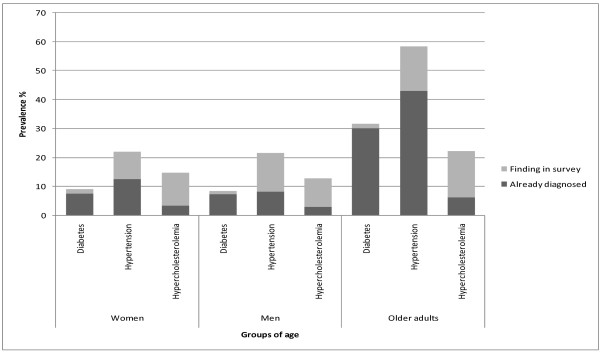 70
60
50
40
30
20
10
0
Prevalence %
Diabetes
Hypertension
Hypercholesterolemia
Diabetes
Hypertension
Hypercholesterolemia
Diabetes
Hypertension
Hypercholesterolemia
Women
Men
Older adults
Groups of age
Finding in survey
Already diagnosed